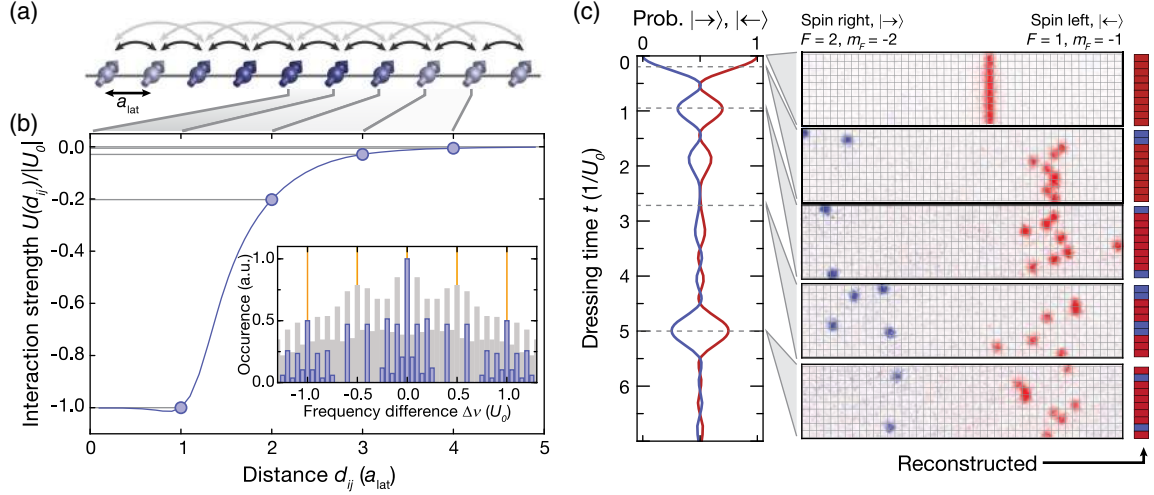 (a)
a_lat
(b)
Interaction strength U(d_ij)/|U_0|
0.0
-0.2
-0.4
-0.6
-0.8
-1.0
0 1 2 3 4 5
Distance d_ij (a_lat)
Occurence (a.u.)
1.0
0.5
0.0
-1.0 -0.5 0.0 0.5 1.0
Frequency difference Δν (U_0)
(c)
Prob. |→⟩, |←⟩
0 1
Dressing time t (1/U_0)
0
1
2
3
4
5
6
Spin right, |→⟩
F = 2, m_F = -2
Spin left, |←⟩
F = 1, m_F = -1
Reconstructed